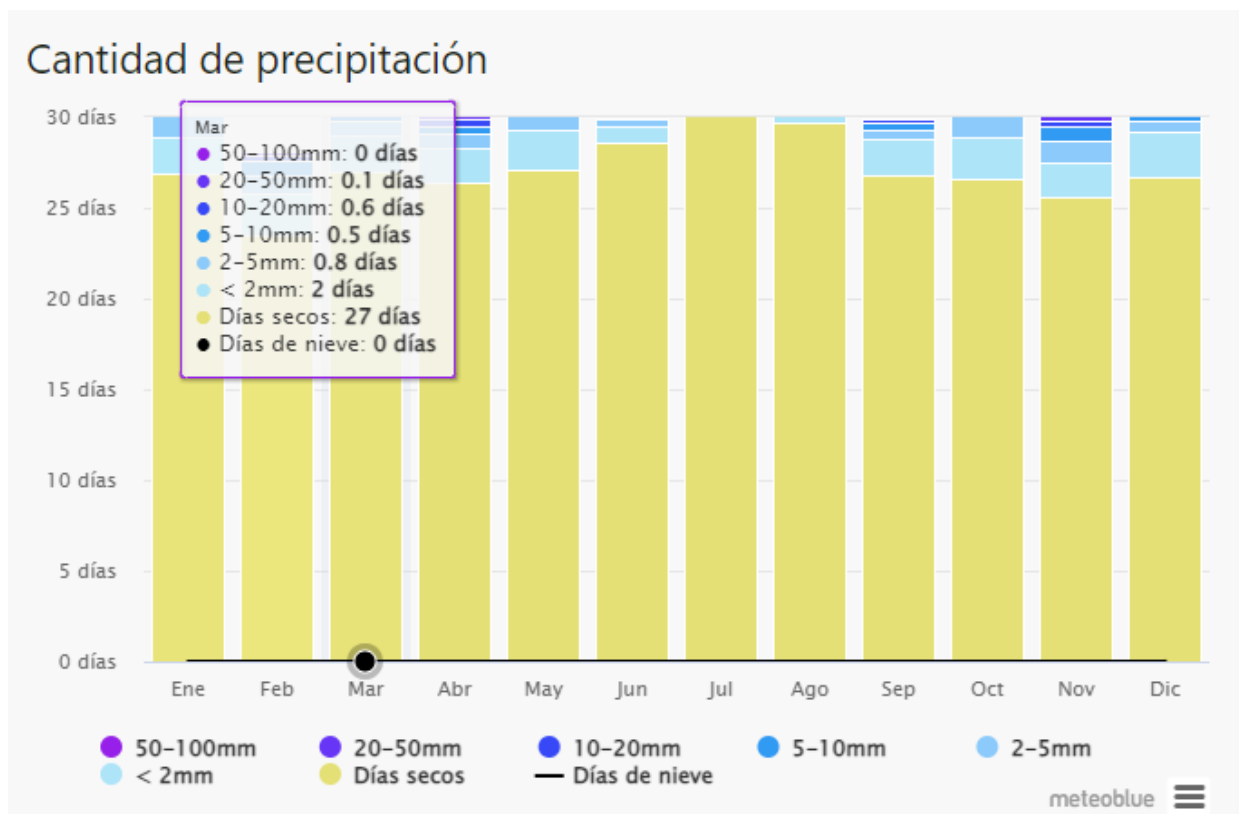 Cantidad de precipitación
30 días
25 días
20 días
15 días
10 días
5 días
0 días
Mar
50-100mm: 0 días
20-50mm: 0.1 días
10-20mm: 0.6 días
5-10mm: 0.5 días
2-5mm: 0.8 días
< 2mm: 2 días
Días secos: 27 días
Días de nieve: 0 días
Ene Feb Mar Abr May Jun Jul Ago Sep Oct Nov Dic
50-100mm 20-50mm 10-20mm 5-10mm 2-5mm
< 2mm Días secos Días de nieve
meteoblue